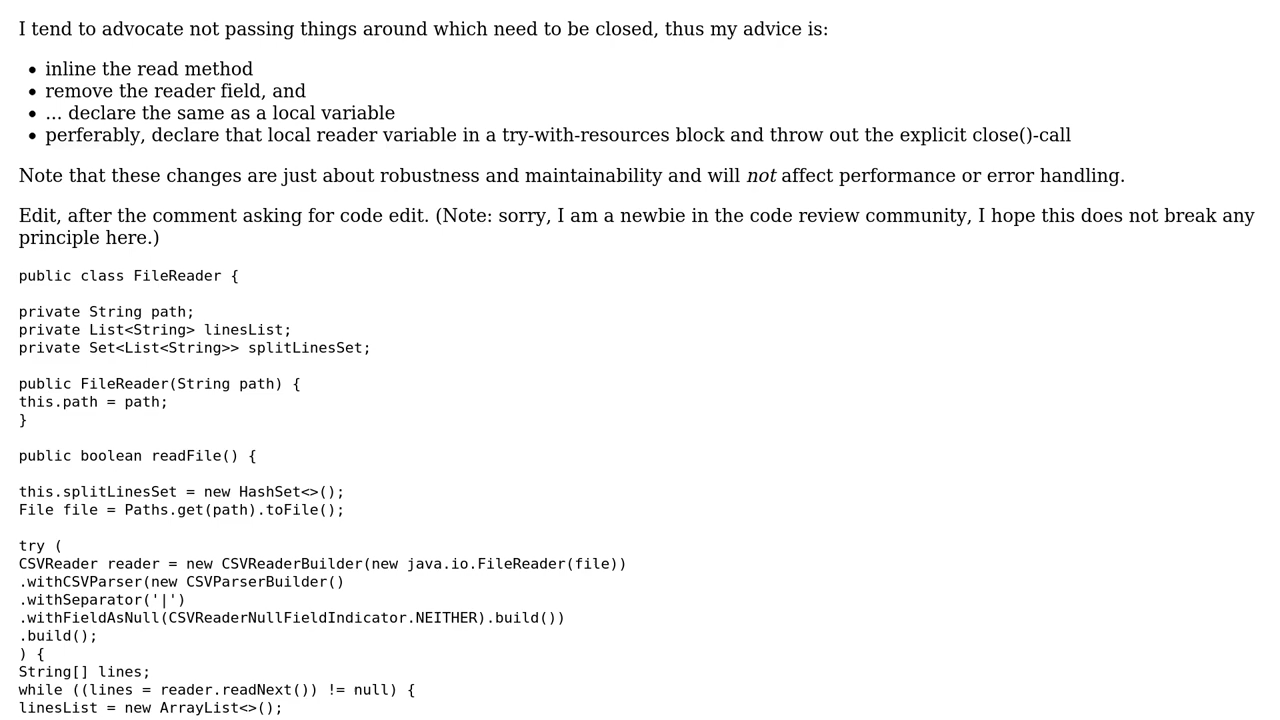 I tend to advocate not passing things around which need to be closed, thus my advice is:
• inline the read method
• remove the reader field, and
• ... declare the same as a local variable
• perferably, declare that local reader variable in a try-with-resources block and throw out the explicit close()-call
Note that these changes are just about robustness and maintainability and will not affect performance or error handling.
Edit, after the comment asking for code edit. (Note: sorry, I am a newbie in the code review community, I hope this does not break any
principle here.)
public class FileReader {
private String path;
private List<String> linesList;
private Set<List<String>> splitLinesSet;
public FileReader(String path) {
this.path = path;
}
public boolean readFile() {
this.splitLinesSet = new HashSet<>();
File file = Paths.get(path).toFile();
try (
CSVReader reader = new CSVReaderBuilder(new java.io.FileReader(file))
.withCSVParser(new CSVParserBuilder()
.withSeparator('|')
.withFieldAsNull(CSVReaderNullFieldIndicator.NEITHER).build())
.build();
) {
String[] lines;
while ((lines = reader.readNext()) != null) {
linesList = new ArrayList<>();